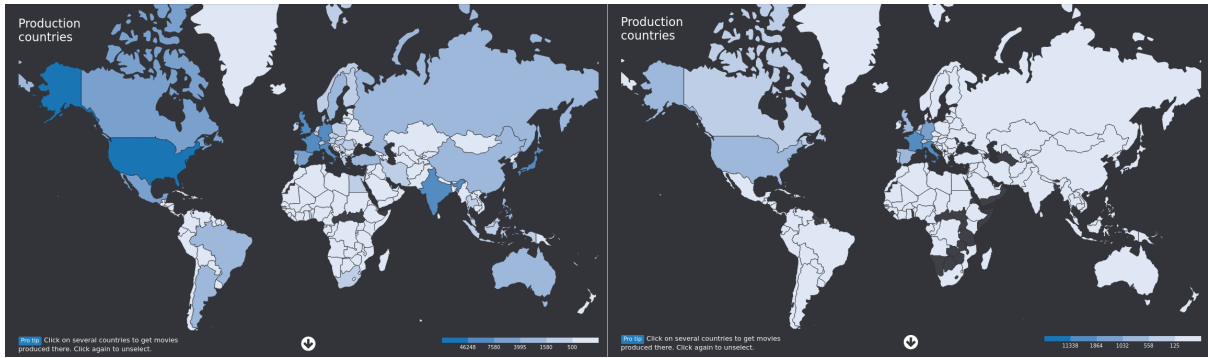 Production
countries
Pro tip Click on several countries to get movies
produced there. Click again to unselect.
46248 7580 3995 1580 500
Production
countries
Pro tip Click on several countries to get movies
produced there. Click again to unselect.
11338 1864 1032 558 125